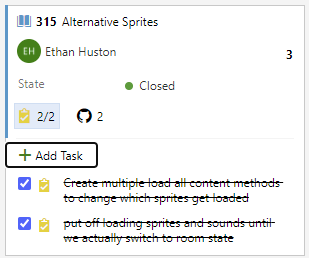 315 Alternative Sprites
EH Ethan Huston
3
State Closed
2/2 2
+ Add Task
Create multiple load all content methods
to change which sprites get loaded
put off loading sprites and sounds until
we actually switch to room state